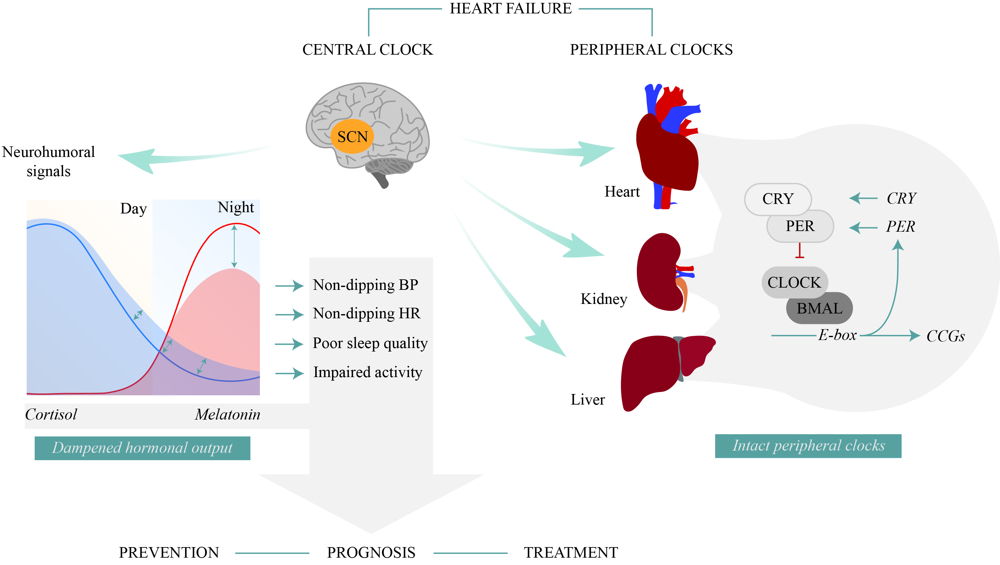 HEART FAILURE
CENTRAL CLOCK
PERIPHERAL CLOCKS
SCN
Neurohumoral
signals
Day
Night
Cortisol
Melatonin
Dampened hormonal output
Non-dipping BP
Non-dipping HR
Poor sleep quality
Impaired activity
Heart
Kidney
Liver
CRY
CRY
PER
PER
CLOCK
BMAL
E-box
CCGs
Intact peripheral clocks
PREVENTION
PROGNOSIS
TREATMENT